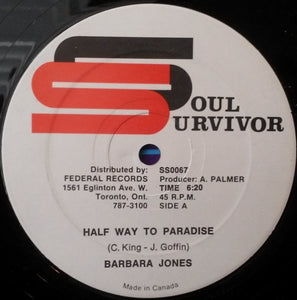 SOUL
SURVIVOR
Distributed by:
FEDERAL RECORDS
1561 Eglinton Ave. W.
Toronto, Ont.
787-3100
SS0067
Producer: A. PALMER
TIME 6:20
45 R.P.M.
SIDE A
HALF WAY TO PARADISE
(C. King - J. Goffin)
BARBARA JONES
Made in Canada